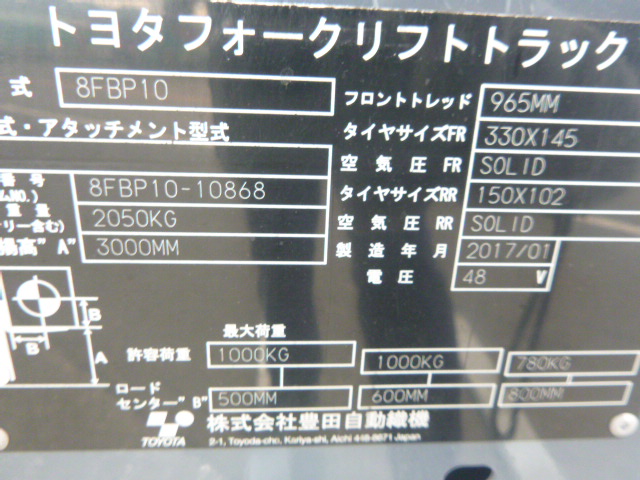 トヨタフォークリフトトラック
式 8FBP10 フロントトレッド 965MM
式・アタッチメント型式 タイヤサイズFR 330X145
空気圧FR SOLID
番号 8FBP10-10868 タイヤサイズRR 150X102
重量 2050KG 空気圧RR SOLID
揚高"A" 3000MM 製造年月 2017/01
電圧 48 V
B
B A
最大荷重
許容荷重 1000KG 1000KG 780KG
ロード
センター"B" 500MM 600MM 800MM
TOYOTA 株式会社豊田自動織機
2-1, Toyoda-cho, Kariya-shi, Aichi 448-8671 Japan